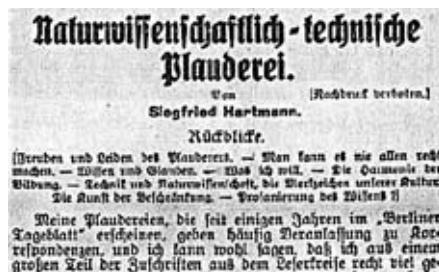 Naturwissenschaftlich-technische
Plauderei.
Von [Nachdruck verboten.]
Siegfried Hartmann.
Rückblicke.
[Freuden und Leiden des Plauderers. — Man kann es nie allen recht
machen. — Wissen und Glauben. — Was ich will. — Die Harmonie der
Bildung. — Technik und Naturwissenschaft, die Merkzeichen unserer Kultur.
Die Kunst der Beschränkung. — Profanierung des Wissens?]
Meine Plaudereien, die seit einigen Jahren im „Berliner
Tageblatt“ erscheinen, geben häufig Veranlassung zu Kor-
respondenzen, und ich kann wohl sagen, daß ich aus einem
großen Teil der Zuschriften aus dem Leserkreise recht viel ge-